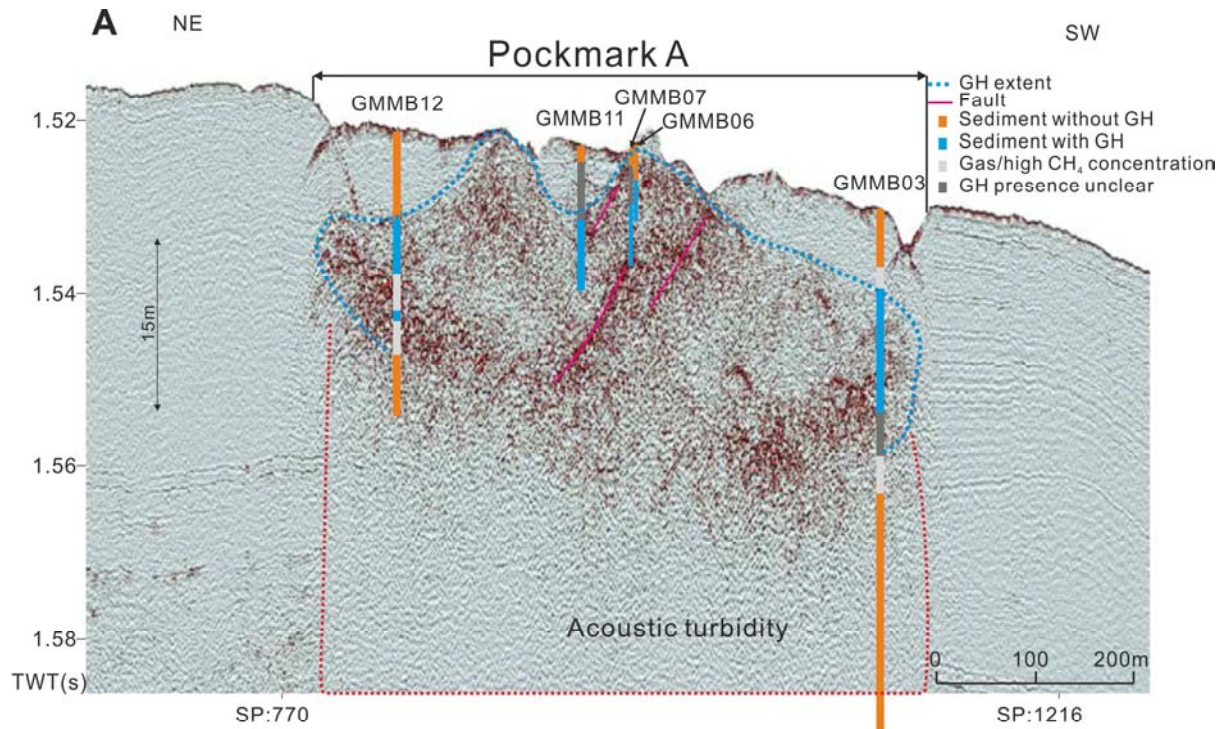 A
NE
SW
Pockmark A
GH extent
Fault
Sediment without GH
Sediment with GH
Gas/high CH₄ concentration
GH presence unclear
GMMB12
GMMB11
GMMB07
GMMB06
GMMB03
1.52
1.54
1.56
1.58
TWT(s)
15m
Acoustic turbidity
0 100 200m
SP:770
SP:1216